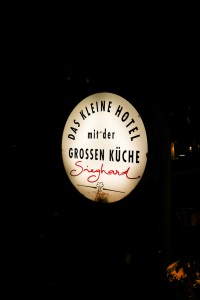 DAS KLEINE HOTEL
mit der
GROSSEN KÜCHE
Sieghard